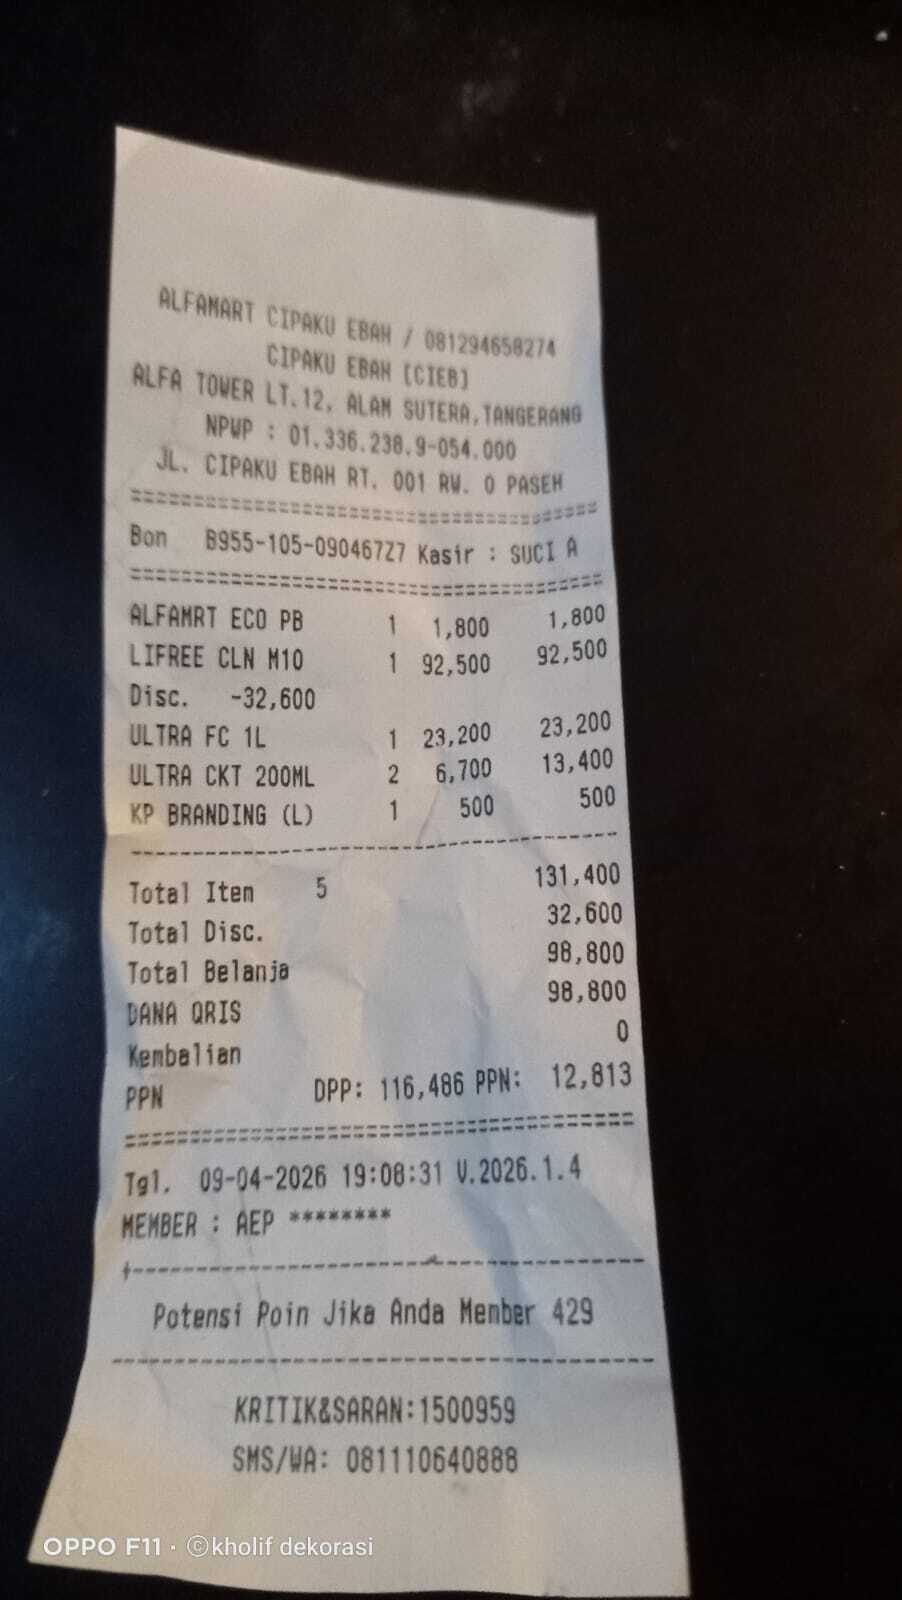 ALFAMART CIPAKU EBAH / 081294658274
CIPAKU EBAH [CIEB]
ALFA TOWER LT.12, ALAM SUTERA,TANGERANG
NPWP : 01.336.238.9-054.000
JL. CIPAKU EBAH RT. 001 RW. 0 PASEH
Bon B955-105-090467Z7 Kasir : SUCI A
ALFAMRT ECO PB 1 1,800 1,800
LIFREE CLN M10 1 92,500 92,500
Disc. -32,600
ULTRA FC 1L 1 23,200 23,200
ULTRA CKT 200ML 2 6,700 13,400
KP BRANDING (L) 1 500 500
Total Item 5 131,400
Total Disc. 32,600
Total Belanja 98,800
DANA QRIS 98,800
Kembalian 0
PPN DPP: 116,486 PPN: 12,813
Tgl. 09-04-2026 19:08:31 V.2026.1.4
MEMBER : AEP ********
Potensi Poin Jika Anda Member 429
KRITIK&SARAN:1500959
SMS/WA: 081110640888
OPPO F11 · ©kholif dekorasi